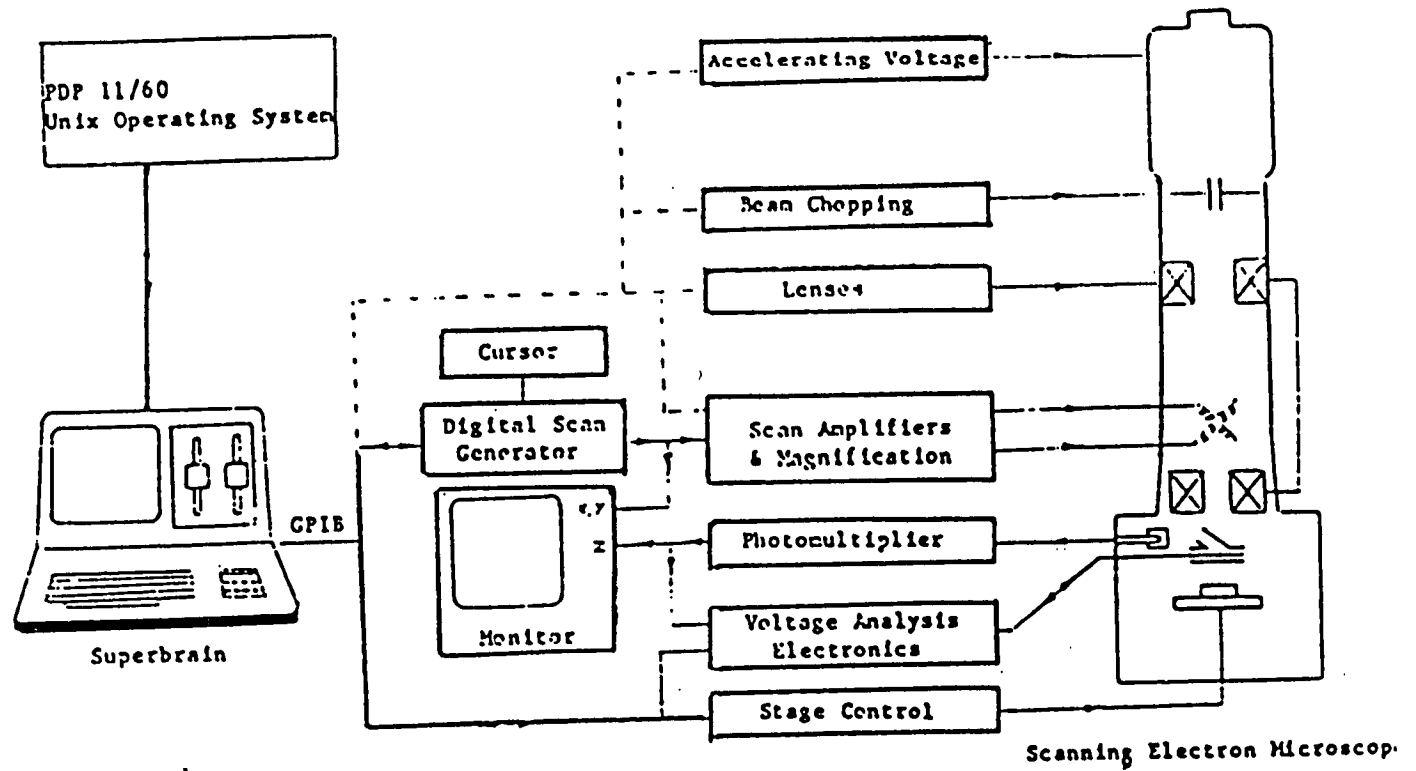 PDP 11/60
Unix Operating System
Accelerating Voltage
Beam Chopping
Lenses
Cursor
Digital Scan
Generator
Scan Amplifiers
& Magnification
x,y
GPIB
Photomultiplier
Z
Voltage Analysis
Electronics
Monitor
Superbrain
Stage Control
Scanning Electron Microscop